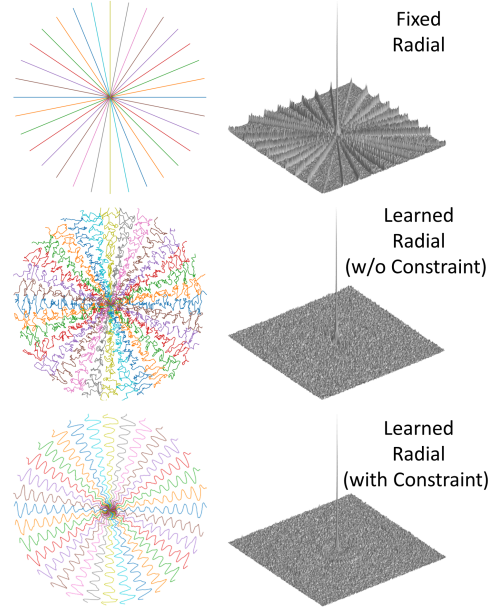 Fixed
Radial
Learned
Radial
(w/o Constraint)
Learned
Radial
(with Constraint)